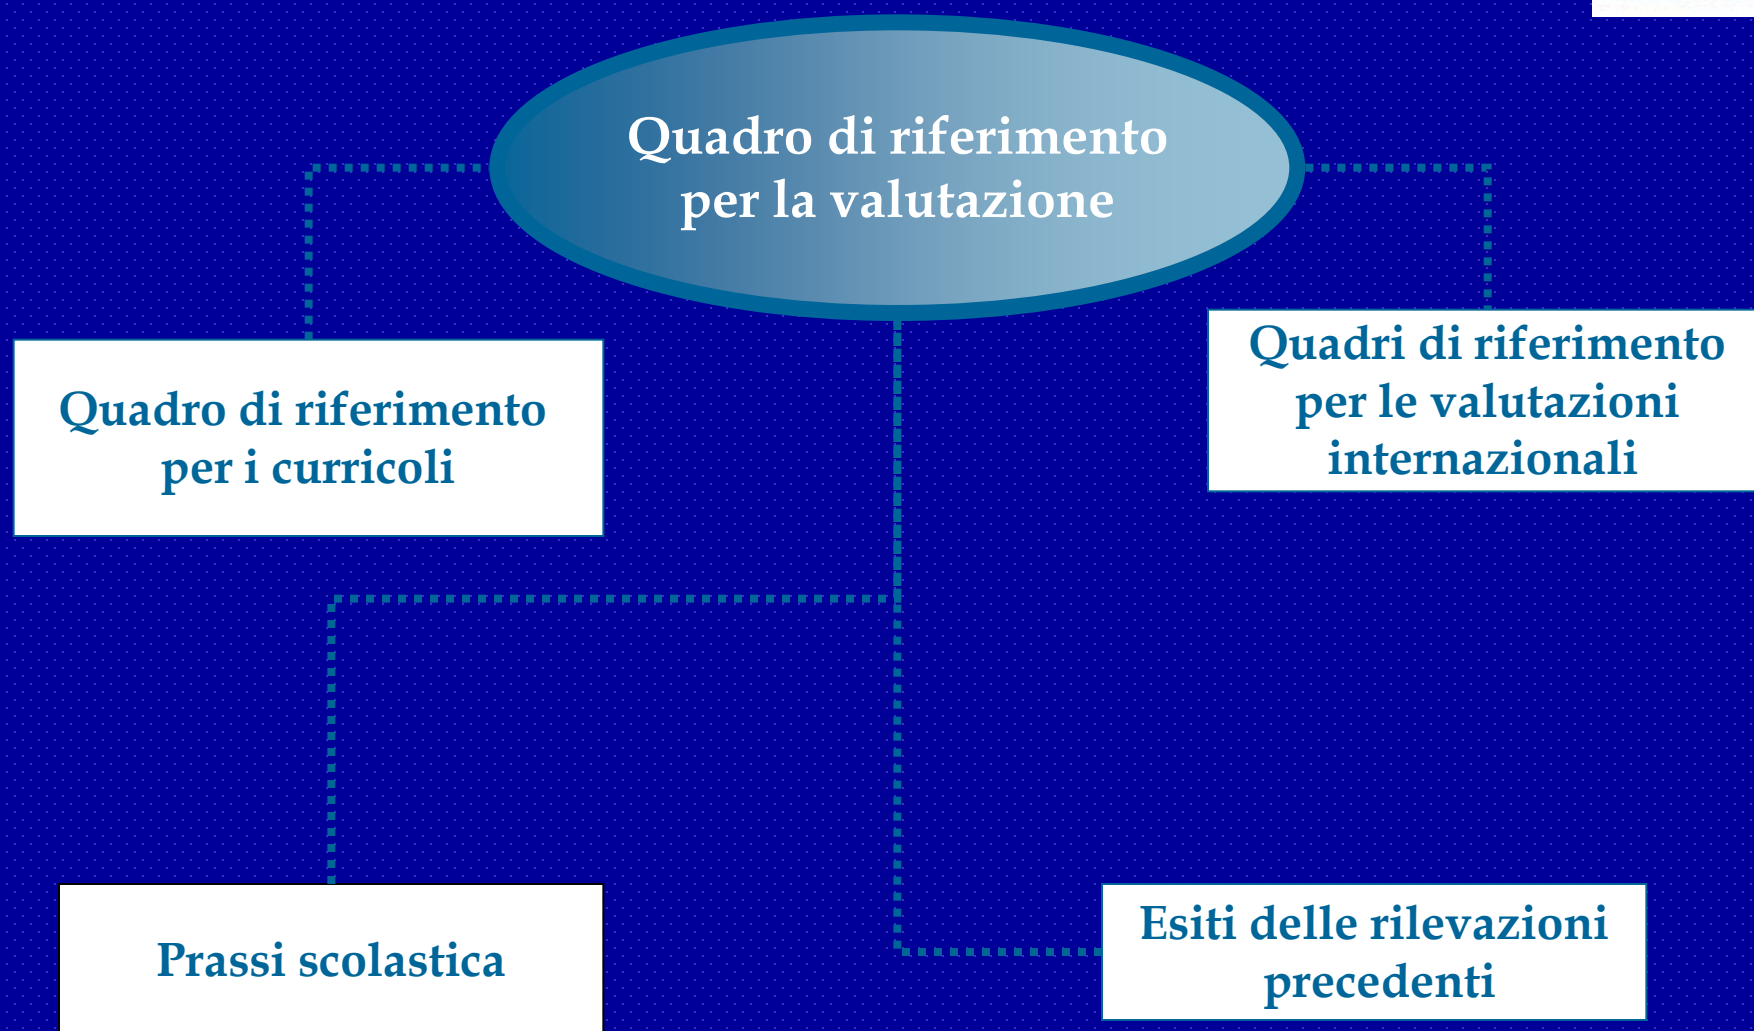 Quadro di riferimento
per la valutazione
Quadro di riferimento
per i curricoli
Quadri di riferimento
per le valutazioni
internazionali
Prassi scolastica
Esiti delle rilevazioni
precedenti